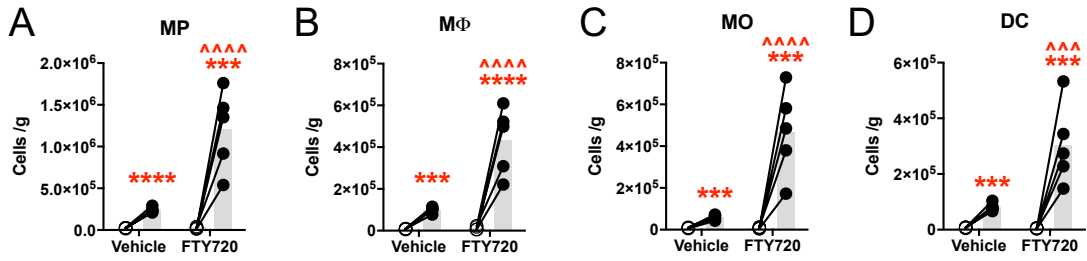 A
MP
^^^^
***
****
Cells /g
2.0×10⁶
1.5×10⁶
1.0×10⁶
5.0×10⁵
0.0
Vehicle FTY720
B
MΦ
^^^^
****
***
Cells /g
8×10⁵
6×10⁵
4×10⁵
2×10⁵
0
Vehicle FTY720
C
MO
^^^^
***
***
Cells /g
8×10⁵
6×10⁵
4×10⁵
2×10⁵
0
Vehicle FTY720
D
DC
^^^
***
***
Cells /g
6×10⁵
4×10⁵
2×10⁵
0
Vehicle FTY720